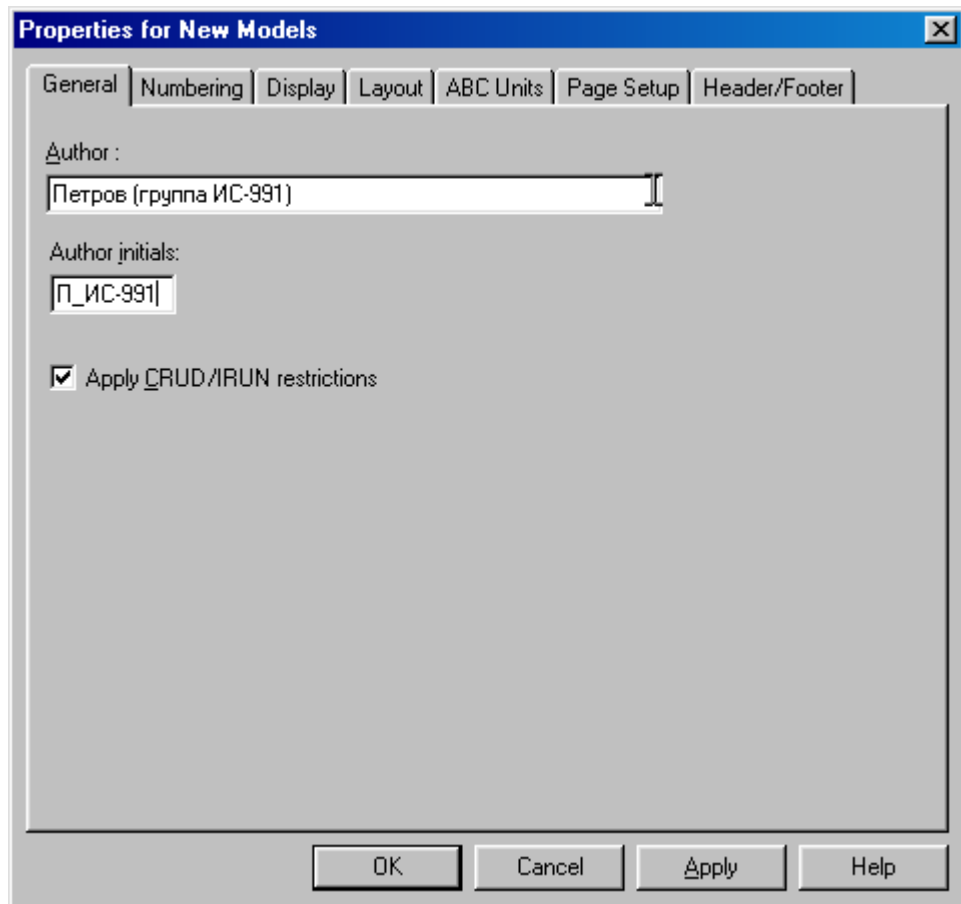 Properties for New Models
General Numbering Display Layout ABC Units Page Setup Header/Footer
Author :
Петров (группа ИС-991)
Author initials:
П_ИС-991
Apply CRUD/IRUN restrictions
OK Cancel Apply Help